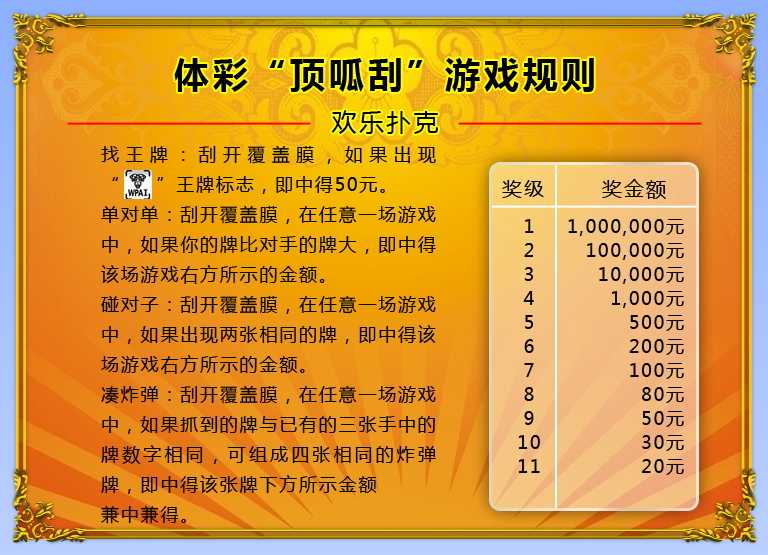 体彩“顶呱刮”游戏规则
欢乐扑克
找王牌：刮开覆盖膜，如果出现
“WPAI”王牌标志，即中得50元。
单对单：刮开覆盖膜，在任意一场游戏
中，如果你的牌比对手的牌大，即中得
该场游戏右方所示的金额。
碰对子：刮开覆盖膜，在任意一场游戏
中，如果出现两张相同的牌，即中得该
场游戏右方所示的金额。
凑炸弹：刮开覆盖膜，在任意一场游戏
中，如果抓到的牌与已有的三张手中的
牌数字相同，可组成四张相同的炸弹
牌，即中得该张牌下方所示金额
兼中兼得。
奖级 奖金额
1 1,000,000元
2 100,000元
3 10,000元
4 1,000元
5 500元
6 200元
7 100元
8 80元
9 50元
10 30元
11 20元